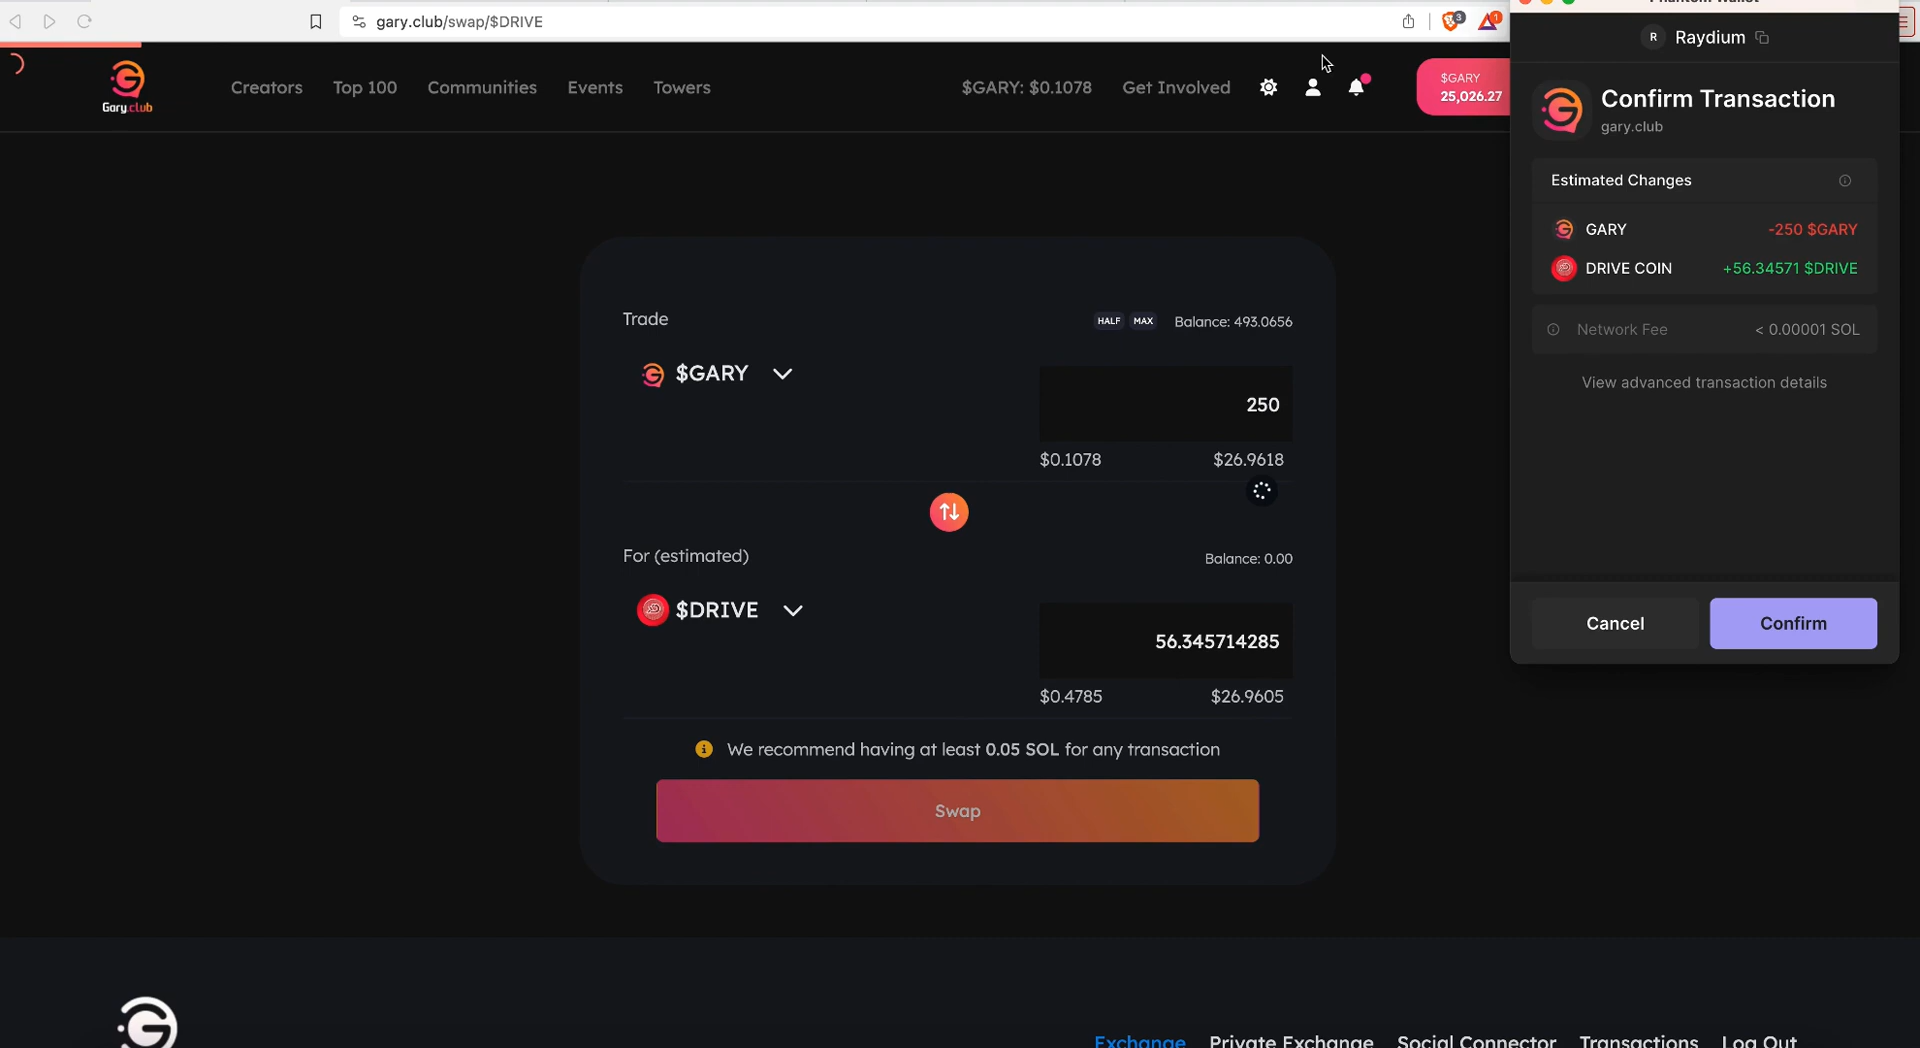 gary.club/swap/$DRIVE
3
1
Phantom Wallet
R Raydium
Gary.club
Creators
Top 100
Communities
Events
Towers
$GARY: $0.1078
Get Involved
$GARY
25,026.27
Confirm Transaction
gary.club
Estimated Changes
GARY -250 $GARY
DRIVE COIN +56.34571 $DRIVE
Network Fee < 0.00001 SOL
View advanced transaction details
Cancel
Confirm
Trade
HALF MAX Balance: 493.0656
$GARY
250
$0.1078 $26.9618
For (estimated)
Balance: 0.00
$DRIVE
56.345714285
$0.4785 $26.9605
We recommend having at least 0.05 SOL for any transaction
Swap
Exchange Private Exchange Social Connector Transactions Log Out